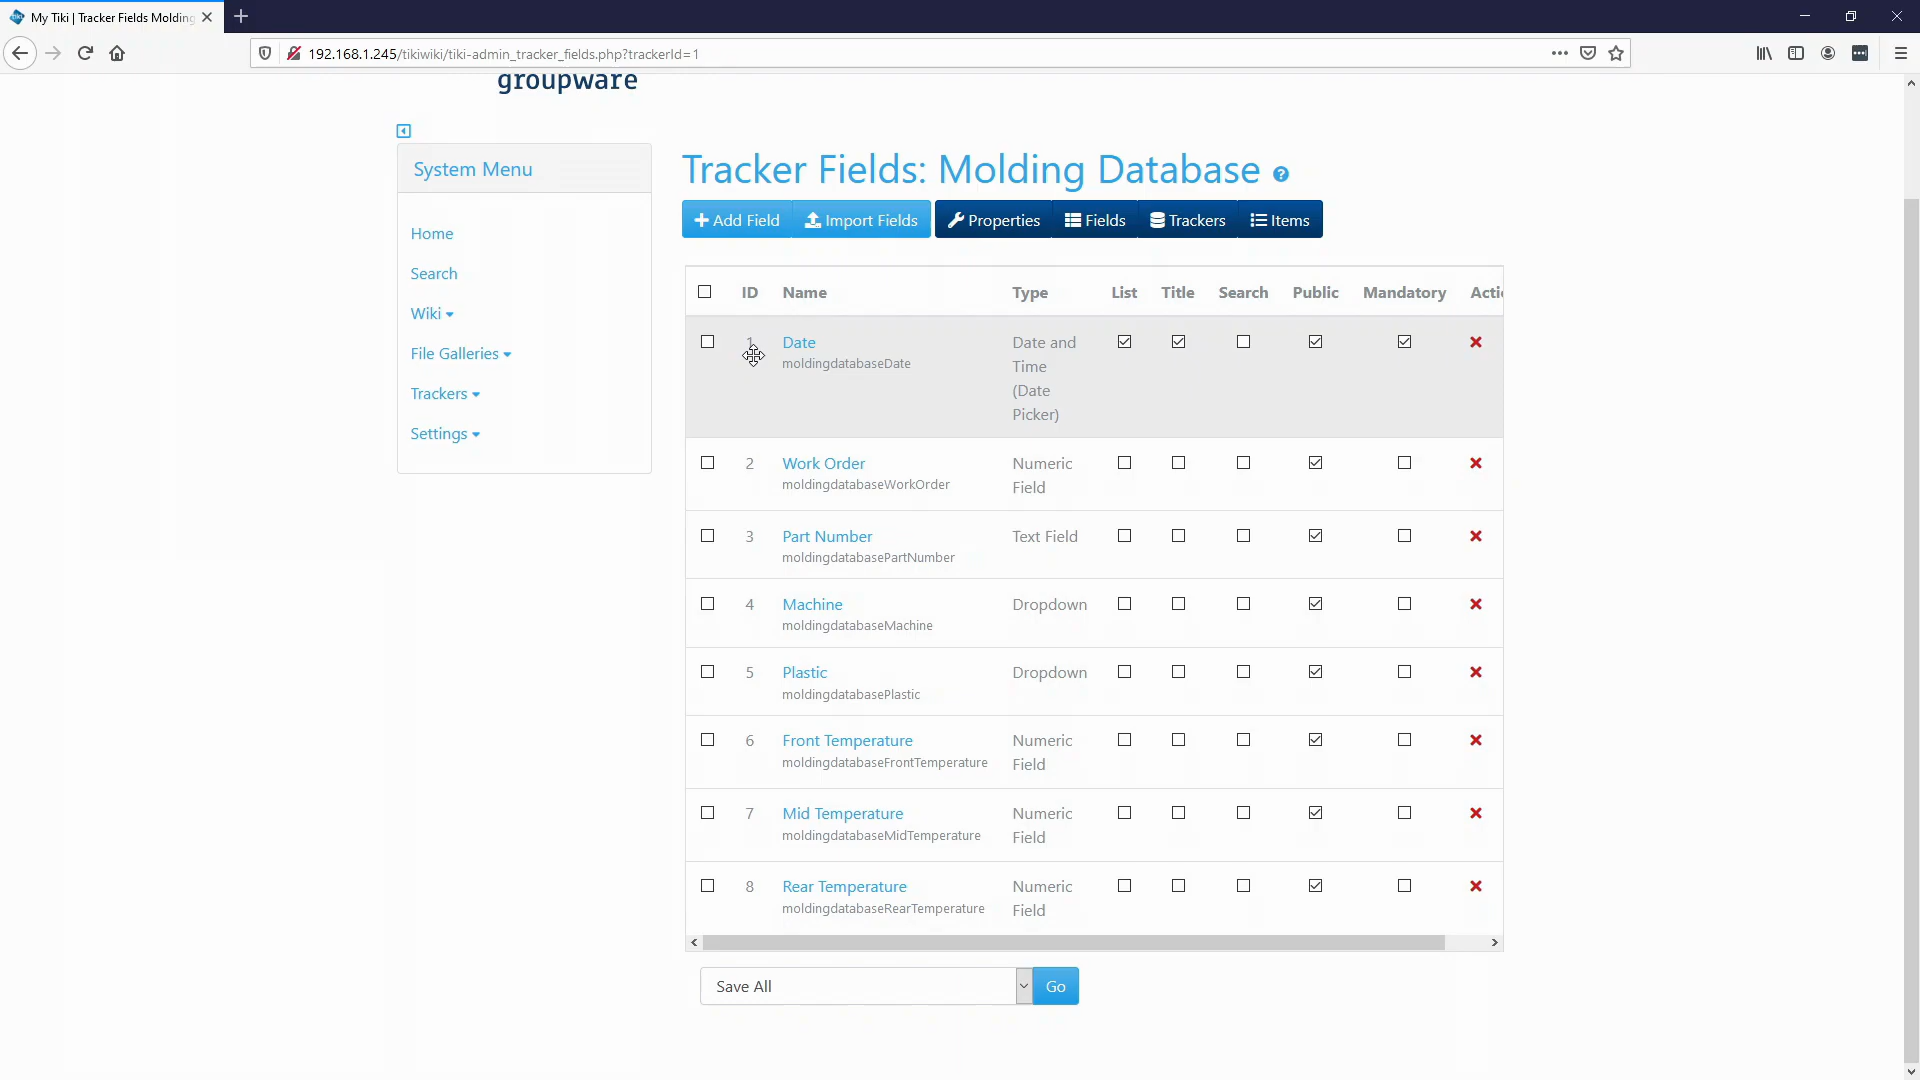 My Tiki | Tracker Fields Molding
192.168.1.245/tikiwiki/tiki-admin_tracker_fields.php?trackerId=1
groupware
System Menu
Home
Search
Wiki
File Galleries
Trackers
Settings
Tracker Fields: Molding Database
Add Field Import Fields Properties Fields Trackers Items
ID Name Type List Title Search Public Mandatory Actic
1 Date Date and
moldingdatabaseDate Time
(Date
Picker)
2 Work Order Numeric
moldingdatabaseWorkOrder Field
3 Part Number Text Field
moldingdatabasePartNumber
4 Machine Dropdown
moldingdatabaseMachine
5 Plastic Dropdown
moldingdatabasePlastic
6 Front Temperature Numeric
moldingdatabaseFrontTemperature Field
7 Mid Temperature Numeric
moldingdatabaseMidTemperature Field
8 Rear Temperature Numeric
moldingdatabaseRearTemperature Field
Save All Go